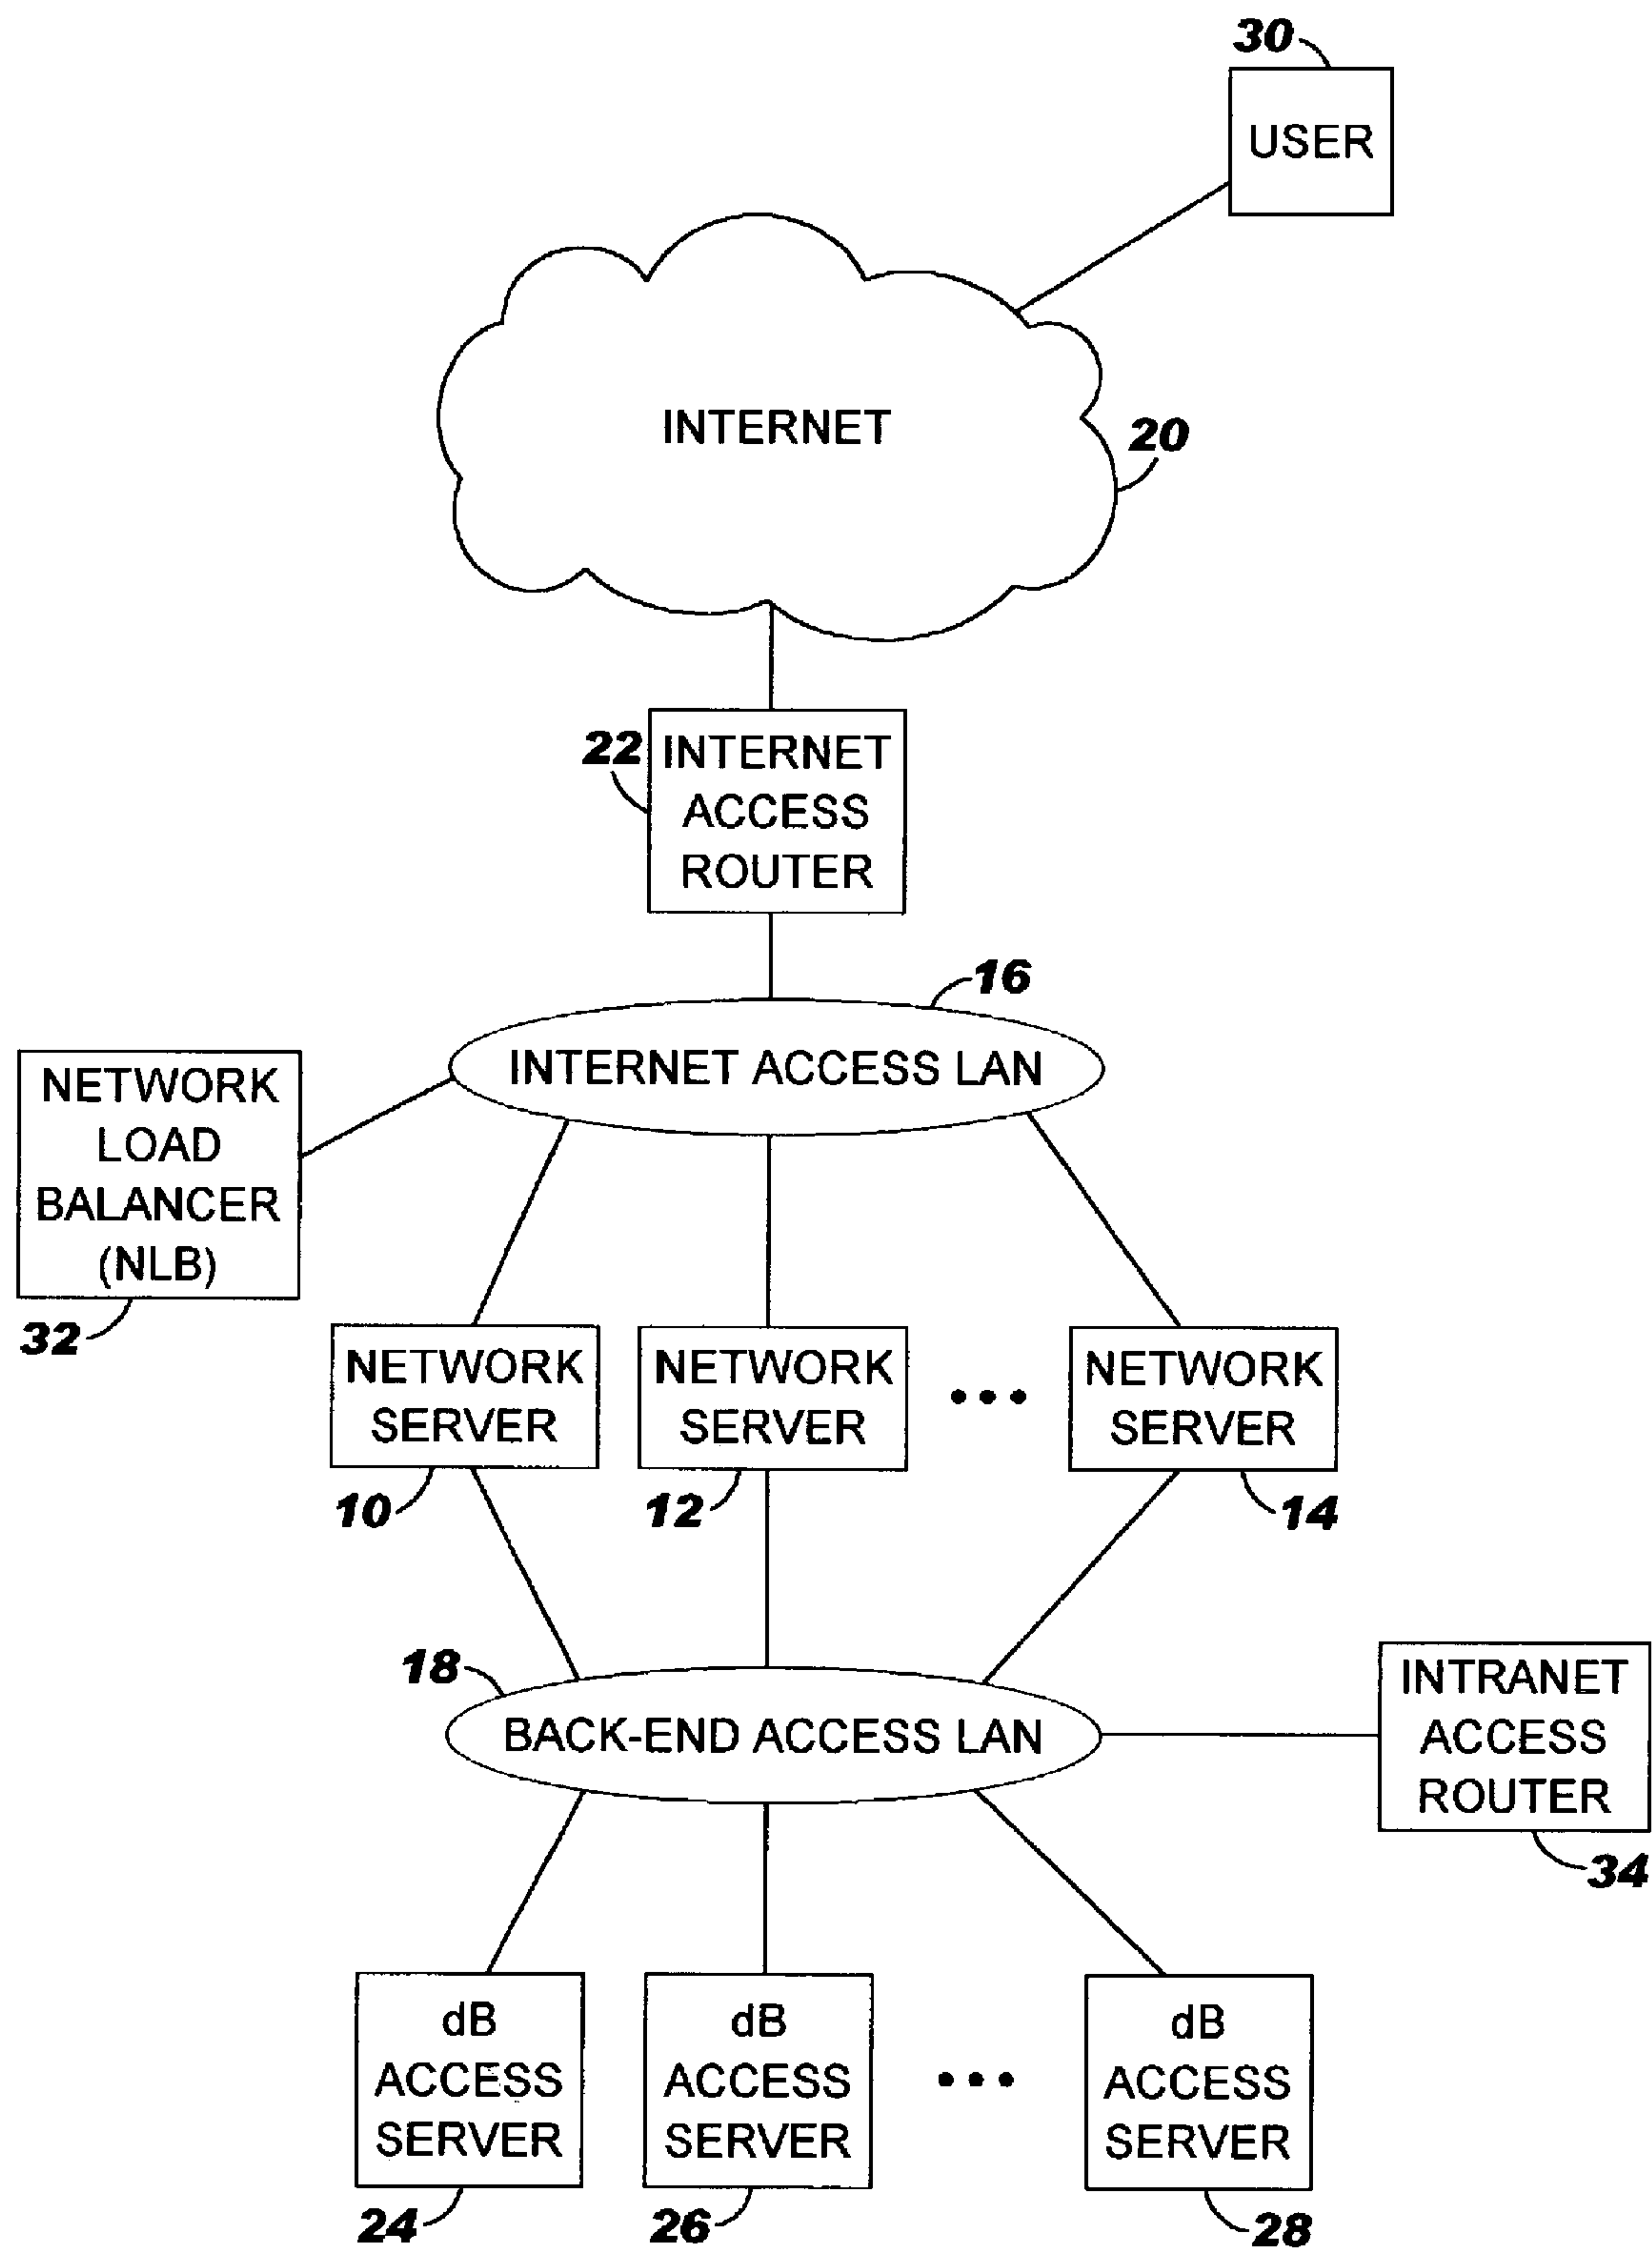 30
USER
INTERNET
20
22
INTERNET
ACCESS
ROUTER
16
INTERNET ACCESS LAN
NETWORK
LOAD
BALANCER
(NLB)
32
NETWORK
SERVER
10
NETWORK
SERVER
12
NETWORK
SERVER
14
18
BACK-END ACCESS LAN
INTRANET
ACCESS
ROUTER
34
dB
ACCESS
SERVER
24
dB
ACCESS
SERVER
26
dB
ACCESS
SERVER
28